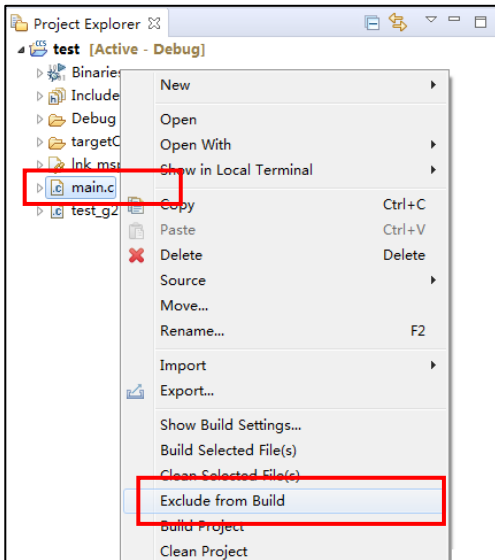 Project Explorer
test [Active - Debug]
Binaries
Include
Debug
targetC
lnk_msp
main.c
test_g2
New
Open
Open With
Show in Local Terminal
Copy Ctrl+C
Paste Ctrl+V
Delete Delete
Source
Move...
Rename... F2
Import
Export...
Show Build Settings...
Build Selected File(s)
Clean Selected File(s)
Exclude from Build
Build Project
Clean Project